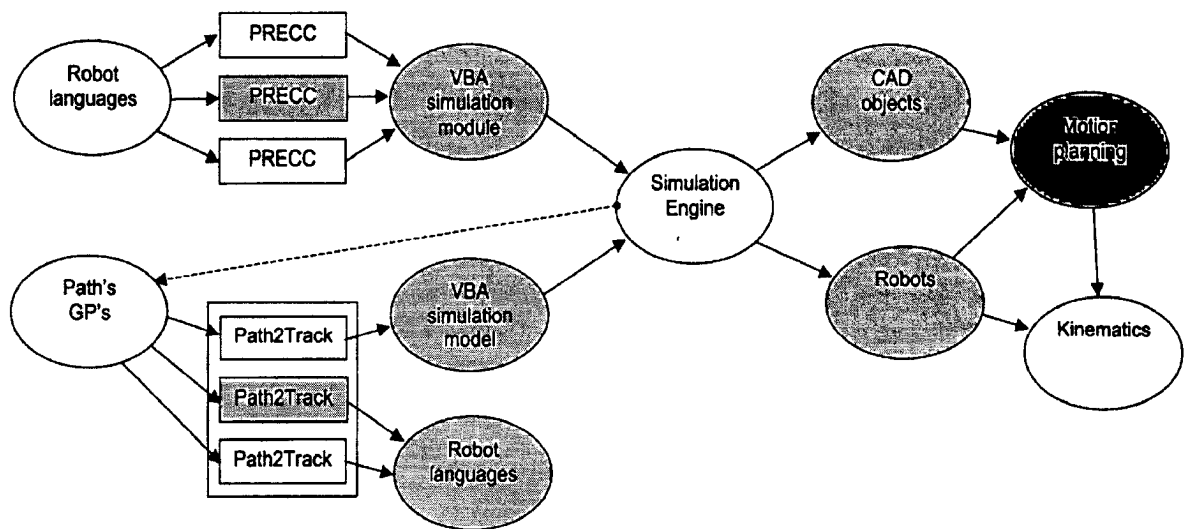 Robot
languages
PRECC
PRECC
PRECC
VBA
simulation
module
Simulation
Engine
CAD
objects
Motion
planning
Robots
Kinematics
Path's
GP's
Path2Track
Path2Track
Path2Track
VBA
simulation
model
Robot
languages